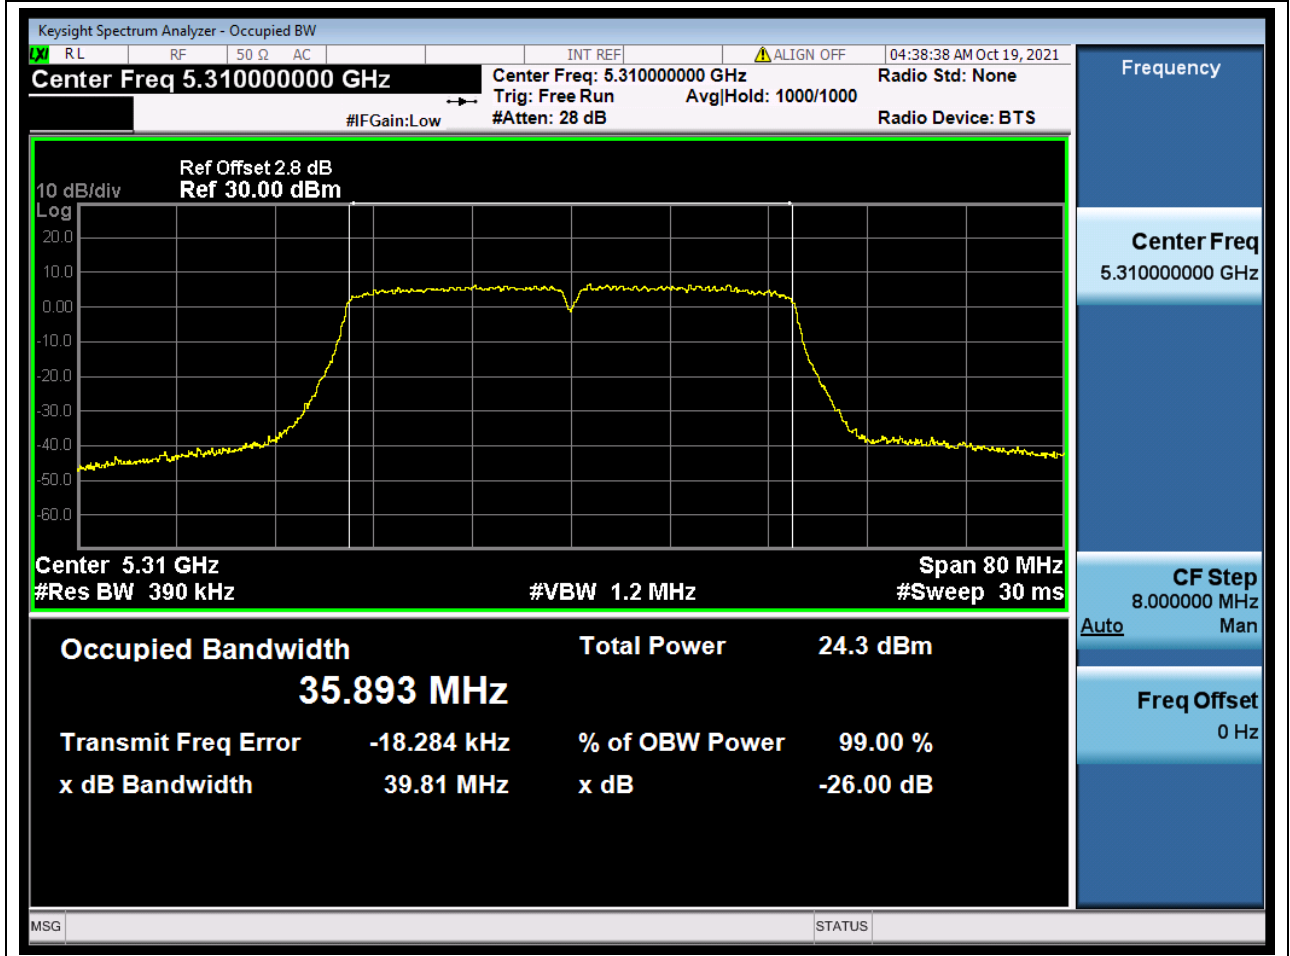 Keysight Spectrum Analyzer - Occupied BW
LXI RL RF 50 Ω AC INT REF ALIGN OFF 04:38:38 AM Oct 19, 2021
Center Freq 5.310000000 GHz
Center Freq: 5.310000000 GHz Radio Std: None
Trig: Free Run Avg|Hold: 1000/1000
#IFGain:Low #Atten: 28 dB Radio Device: BTS
Ref Offset 2.8 dB
10 dB/div Ref 30.00 dBm
Log
20.0
10.0
0.00
-10.0
-20.0
-30.0
-40.0
-50.0
-60.0
Center 5.31 GHz Span 80 MHz
#Res BW 390 kHz #VBW 1.2 MHz #Sweep 30 ms
Occupied Bandwidth Total Power 24.3 dBm
35.893 MHz
Transmit Freq Error -18.284 kHz % of OBW Power 99.00 %
x dB Bandwidth 39.81 MHz x dB -26.00 dB
Frequency
Center Freq
5.310000000 GHz
CF Step
8.000000 MHz
Auto Man
Freq Offset
0 Hz
MSG STATUS